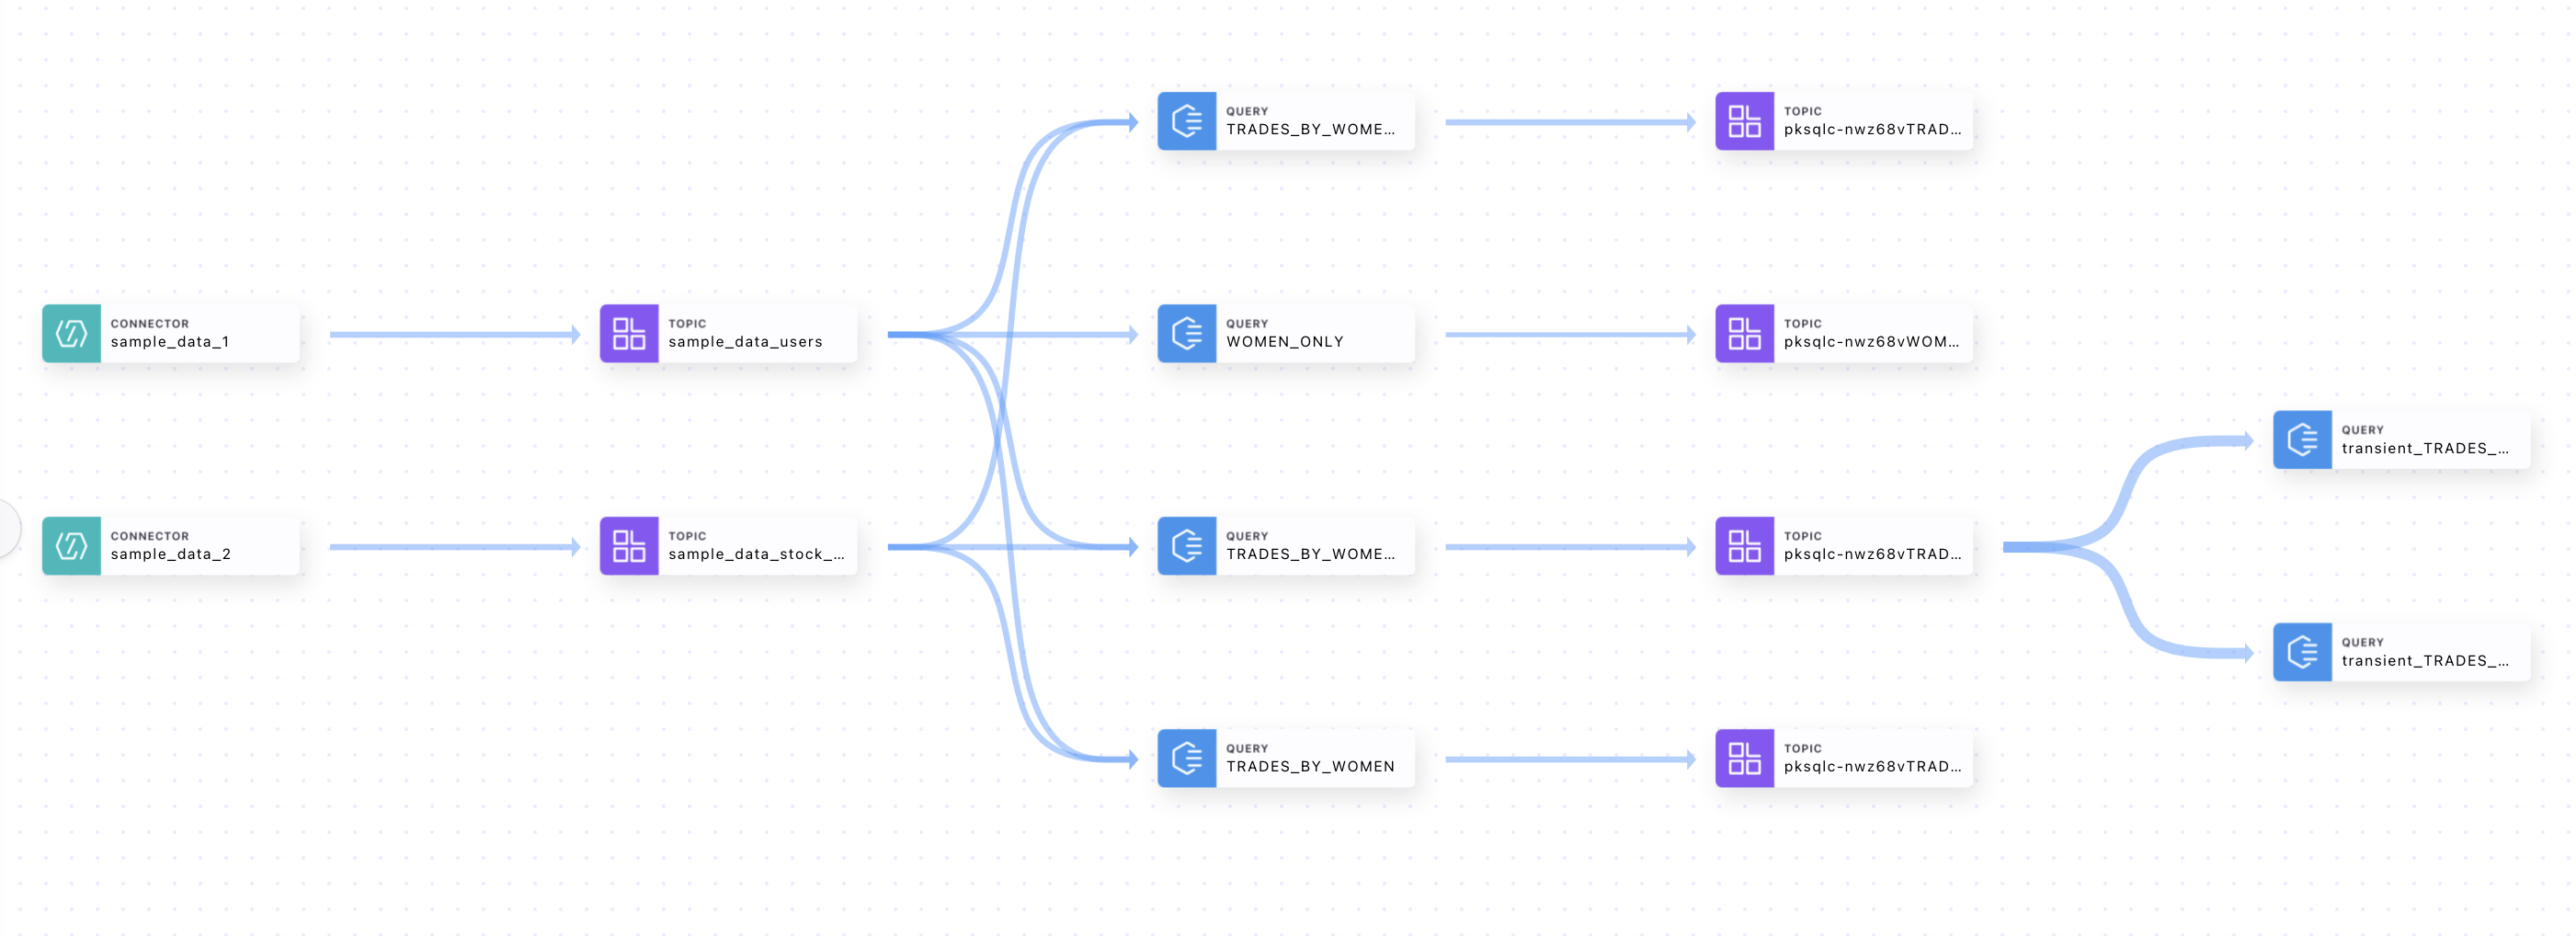 QUERY
TRADES_BY_WOME...
TOPIC
pksqlc-nwz68vTRAD...
CONNECTOR
sample_data_1
TOPIC
sample_data_users
QUERY
WOMEN_ONLY
TOPIC
pksqlc-nwz68vWOM...
QUERY
transient_TRADES_...
CONNECTOR
sample_data_2
TOPIC
sample_data_stock_...
QUERY
TRADES_BY_WOME...
TOPIC
pksqlc-nwz68vTRAD...
QUERY
transient_TRADES_...
QUERY
TRADES_BY_WOMEN
TOPIC
pksqlc-nwz68vTRAD...